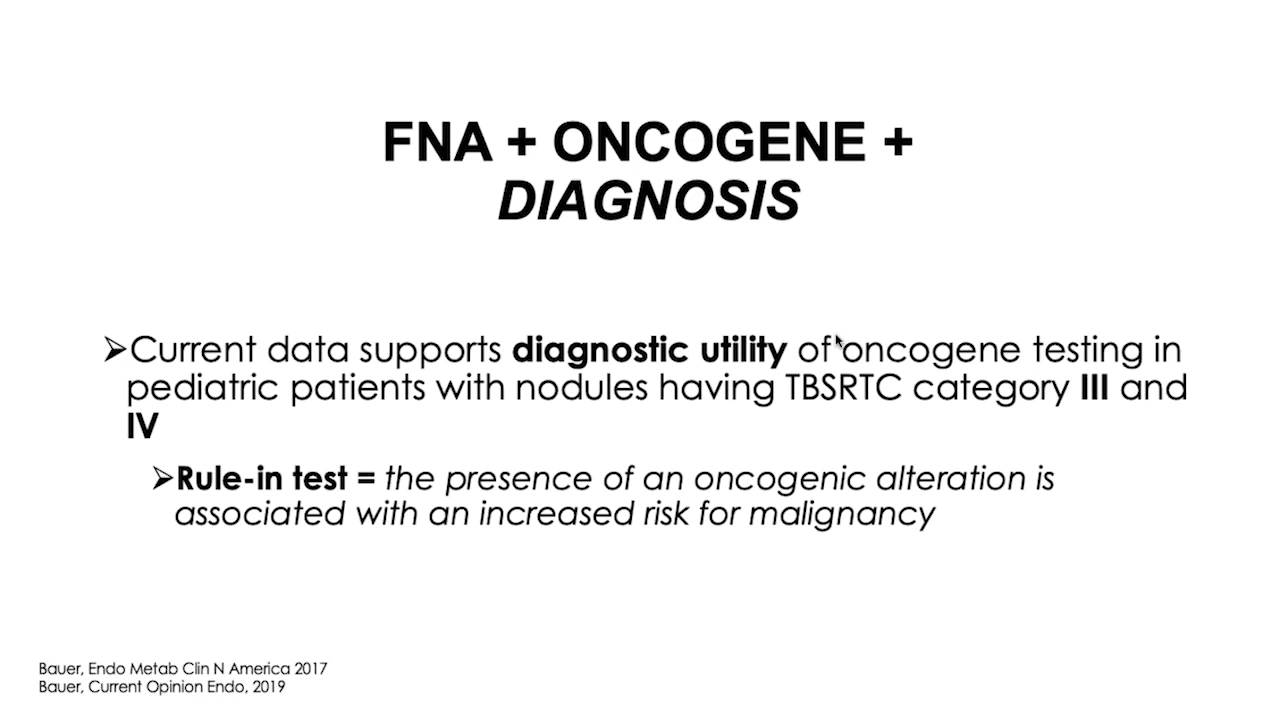 FNA + ONCOGENE +
DIAGNOSIS
➢Current data supports diagnostic utility of oncogene testing in
pediatric patients with nodules having TBSRTC category III and
IV
➢Rule-in test = the presence of an oncogenic alteration is
associated with an increased risk for malignancy
Bauer, Endo Metab Clin N America 2017
Bauer, Current Opinion Endo, 2019